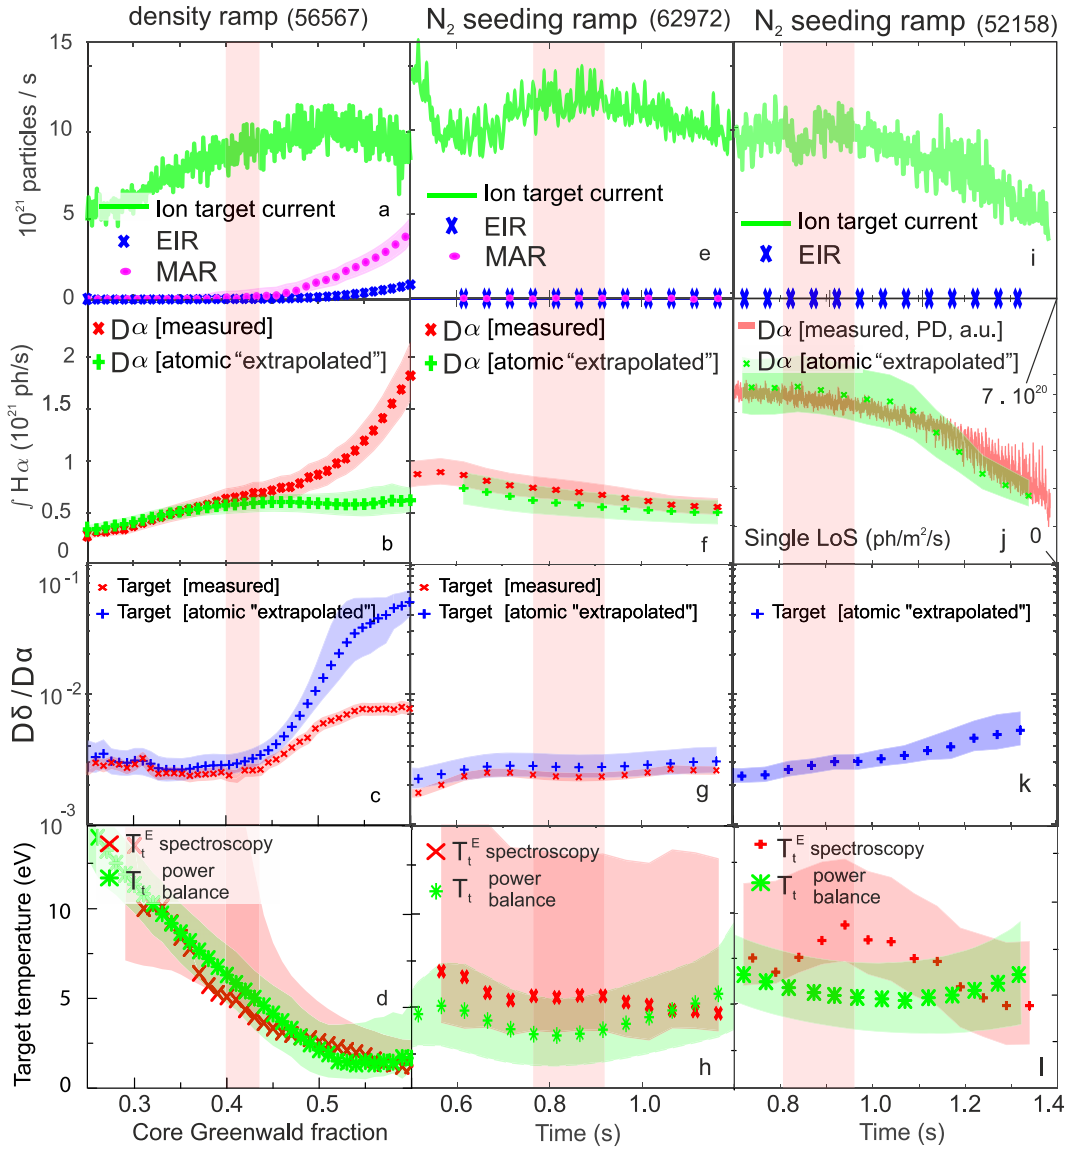 density ramp (56567)
N₂ seeding ramp (62972)
N₂ seeding ramp (52158)
10²¹ particles / s
15
10
5
0
Ion target current
a
EIR
MAR
Ion target current
EIR
MAR
e
Ion target current
EIR
i
∫ Hα (10²¹ ph/s)
2
1.5
1
0.5
0
Dα [measured]
Dα [atomic “extrapolated”]
b
Dα [measured]
Dα [atomic “extrapolated”]
f
Dα [measured, PD, a.u.]
Dα [atomic “extrapolated”]
7 . 10²⁰
Single LoS (ph/m²/s)
j
0
Dδ/Dα
10⁻¹
10⁻²
10⁻³
Target [measured]
Target [atomic "extrapolated"]
c
Target [measured]
Target [atomic "extrapolated"]
g
Target [atomic "extrapolated"]
k
Target temperature (eV)
10
10
5
0
Tₜᴱ spectroscopy
Tₜ power
balance
d
Tₜᴱ spectroscopy
Tₜ power
balance
h
Tₜᴱ spectroscopy
Tₜ power
balance
l
0.3
0.4
0.5
0.6
0.8
1.0
0.8
1.0
1.2
1.4
Core Greenwald fraction
Time (s)
Time (s)